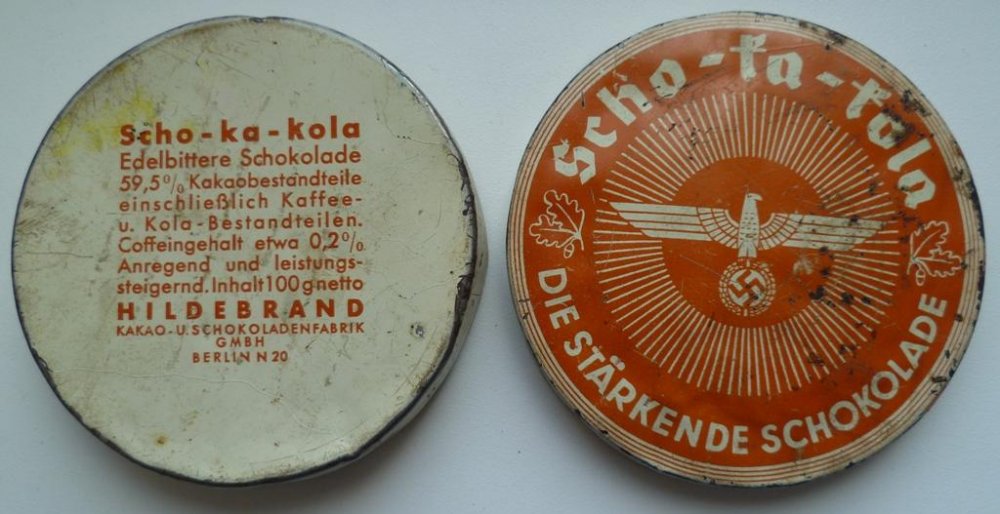 Scho-ka-kola
Edelbittere Schokolade
59,5% Kakaobestandteile
einschließlich Kaffee-
u. Kola-Bestandteilen.
Coffeingehalt etwa 0,2%
Anregend und leistungs-
steigernd. Inhalt 100 g netto
HILDEBRAND
KAKAO-U. SCHOKOLADENFABRIK
GMBH
BERLIN N 20
Scho-ka-kola
DIE STÄRKENDE SCHOKOLADE